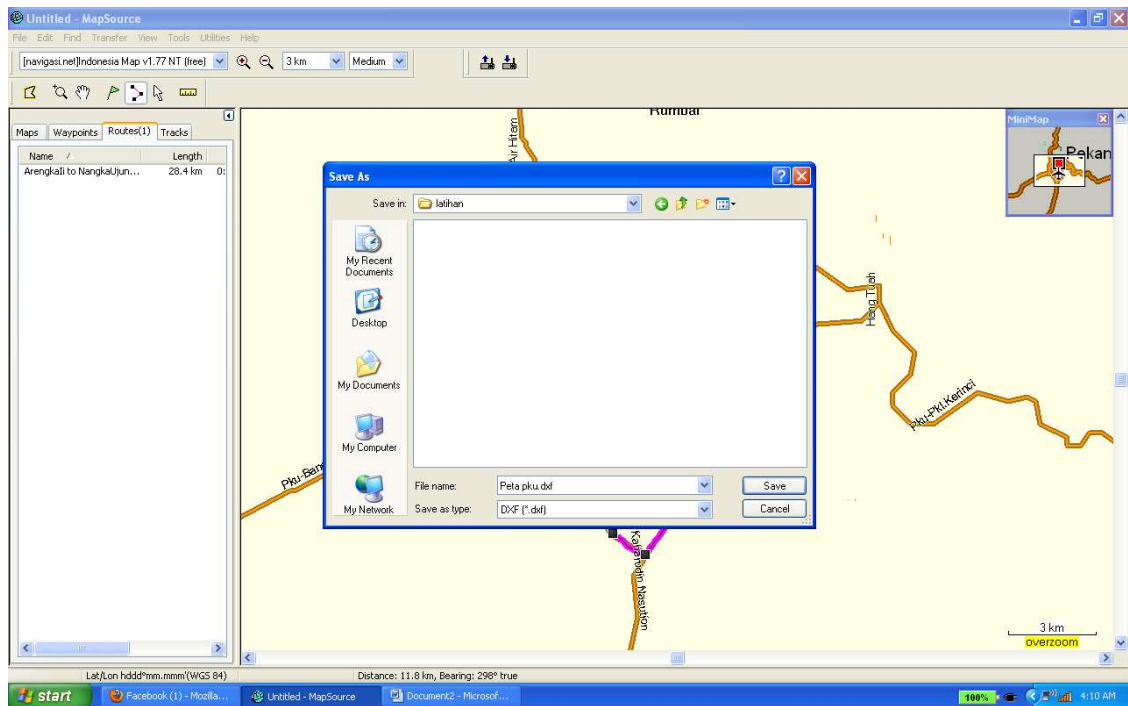 Untitled - MapSource
File Edit Find Transfer View Tools Utilities Help
[navigasi.net]Indonesia Map v1.77 NT (free) 3 km Medium
Maps Waypoints Routes(1) Tracks
Name Length
ArengkaIi to NangkaUjun... 28.4 km 0:
Rumbai
Air Hitam
MiniMap
Pekan
Save As
Save in: latihan
My Recent
Documents
Desktop
My Documents
My Computer
My Network
File name: Peta pku.dxf Save
Save as type: DXF (*.dxf) Cancel
Hang Tuah
Pku-Pkl.Kerinci
Pku-Ban
Kaharudin Nasution
3 km
overzoom
Lat/Lon hddd°mm.mmm'(WGS 84) Distance: 11.8 km, Bearing: 298° true
start Facebook (1) - Mozilla... Untitled - MapSource Document2 - Microsof... 100% 4:10 AM